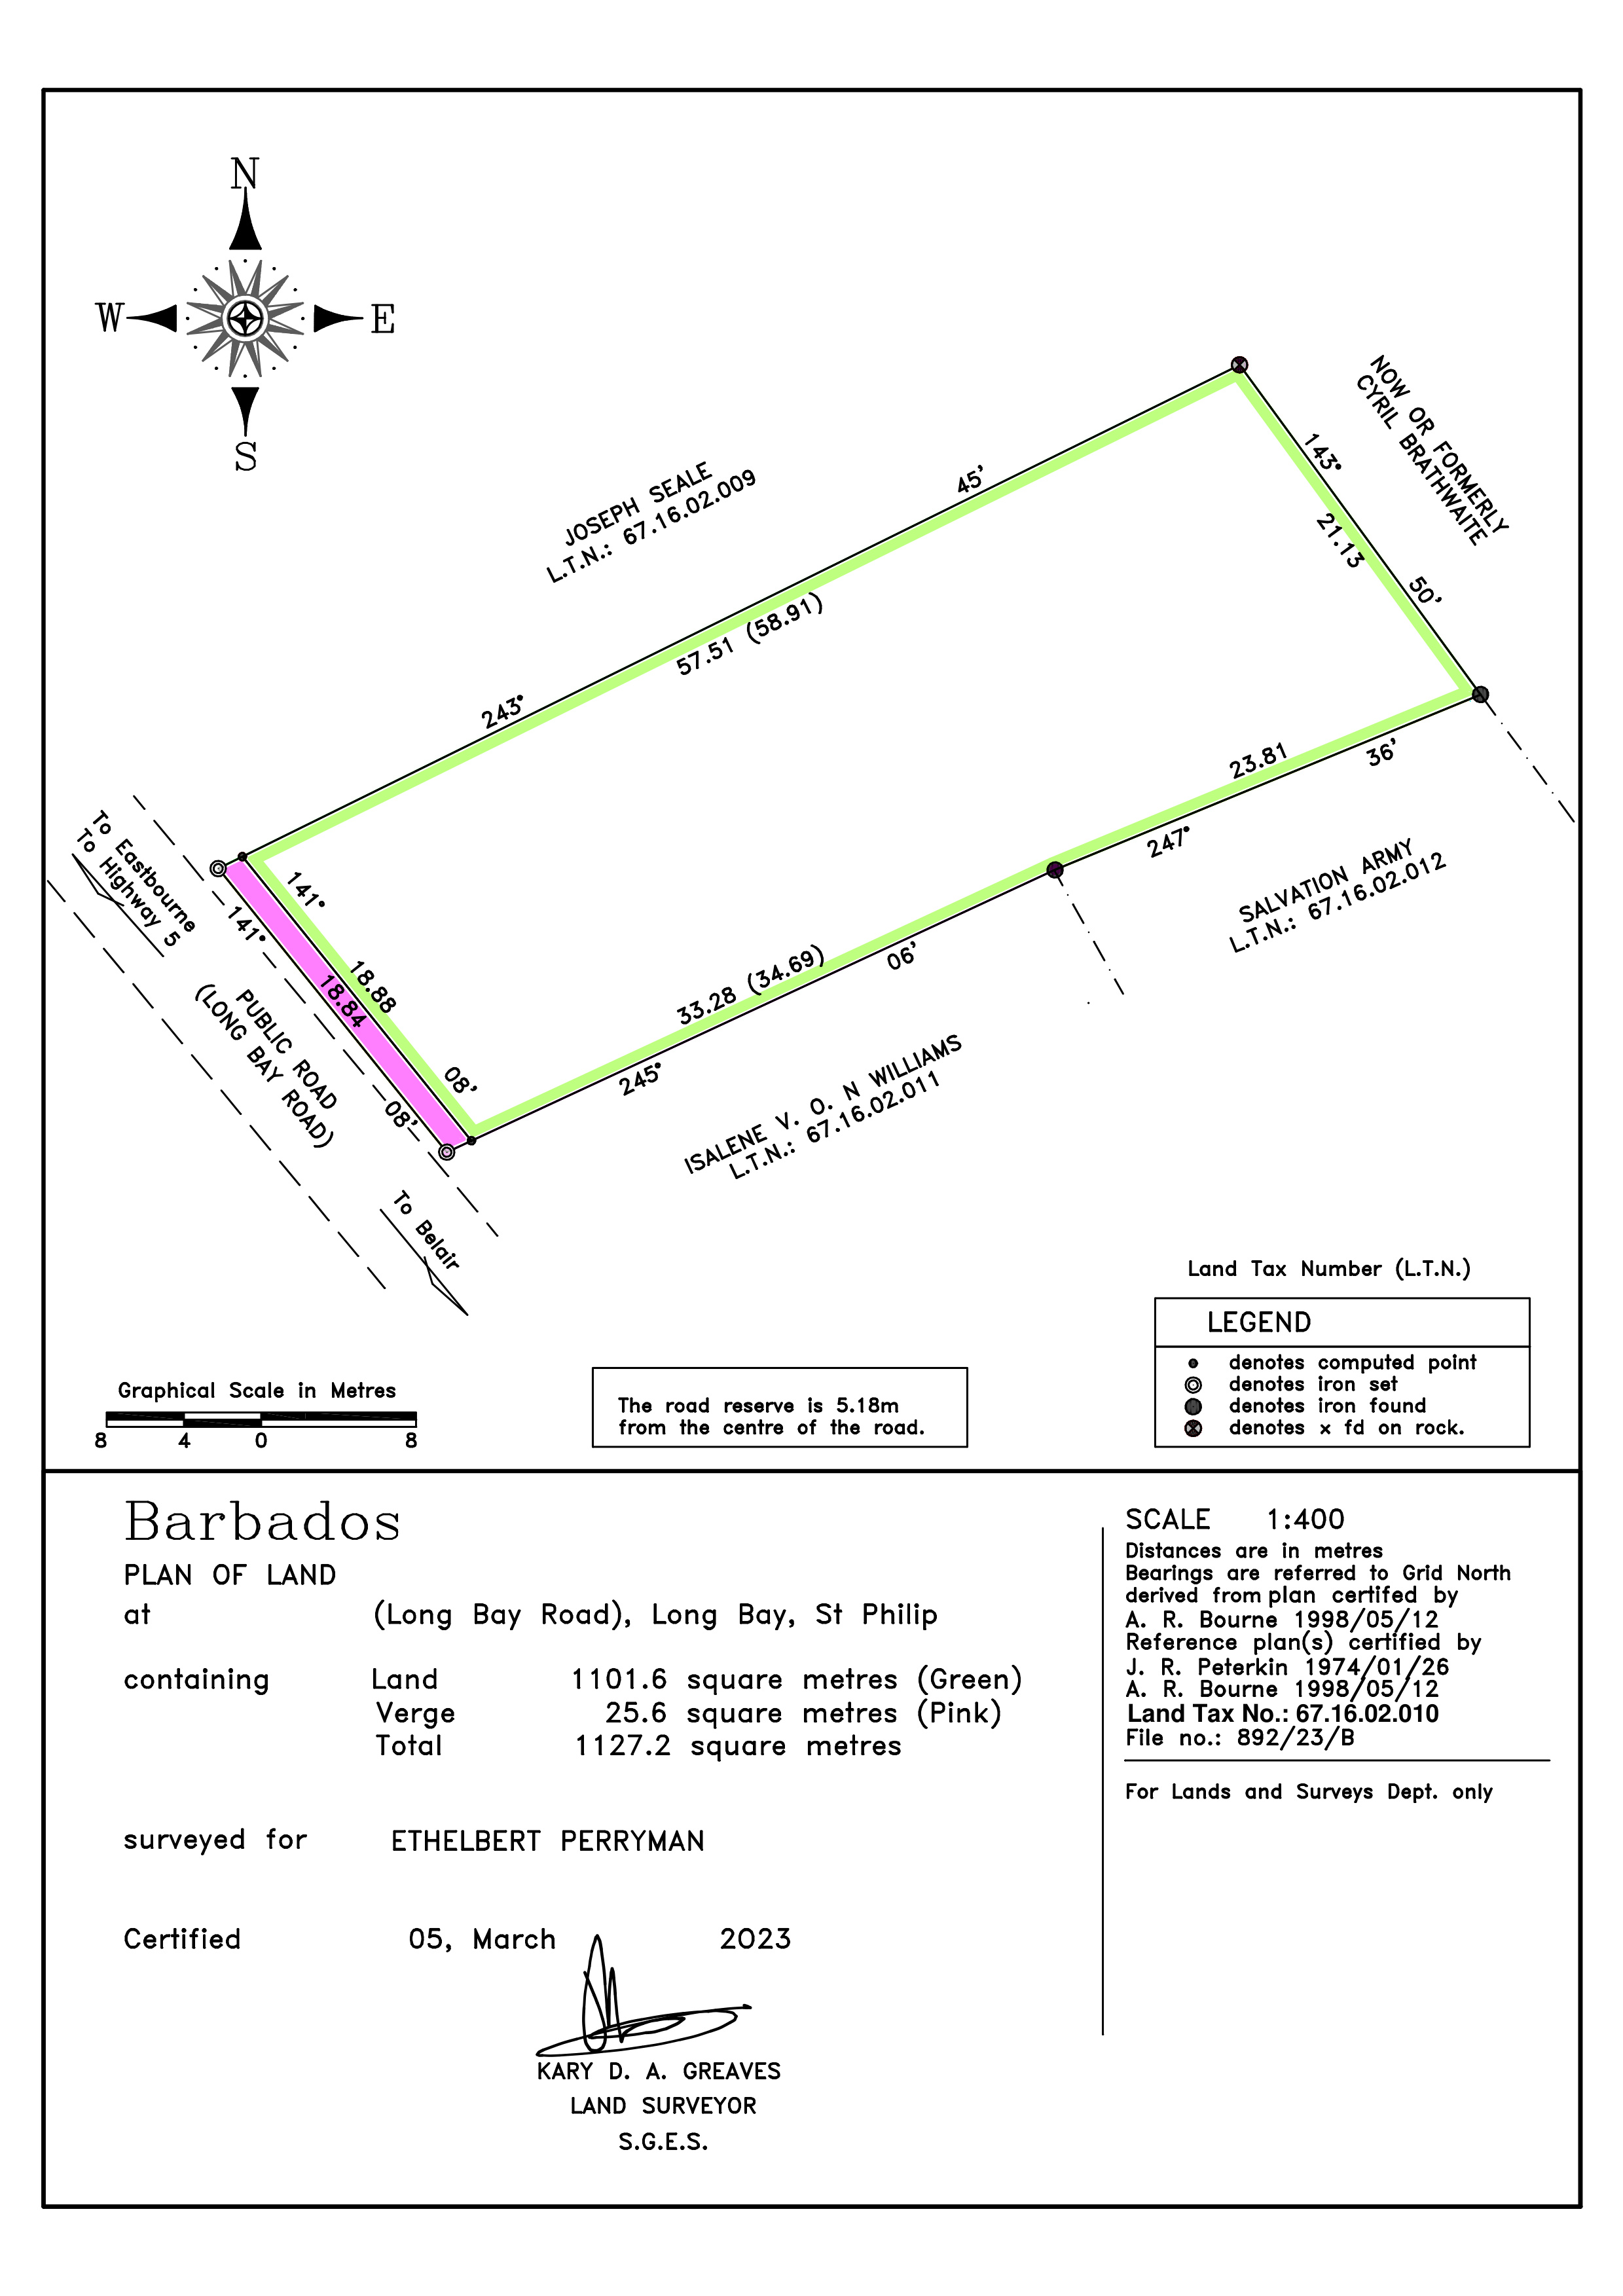 N
W
E
S
NOW OR FORMERLY
CYRIL BRATHWAITE
JOSEPH SEALE
L.T.N.: 67.16.02.009
45'
143°
21.13
50'
57.51 (58.91)
243°
23.81
36'
247°
SALVATION ARMY
L.T.N.: 67.16.02.012
To Eastbourne
To Highway 5
141°
141°
18.88
18.84
08'
08'
PUBLIC ROAD
(LONG BAY ROAD)
33.28 (34.69)
06'
245°
ISALENE V. O. N WILLIAMS
L.T.N.: 67.16.02.011
To Belair
Land Tax Number (L.T.N.)
LEGEND
denotes computed point
denotes iron set
denotes iron found
denotes x fd on rock.
Graphical Scale in Metres
8 4 0 8
The road reserve is 5.18m
from the centre of the road.
Barbados
PLAN OF LAND
at (Long Bay Road), Long Bay, St Philip
containing Land 1101.6 square metres (Green)
Verge 25.6 square metres (Pink)
Total 1127.2 square metres
surveyed for ETHELBERT PERRYMAN
Certified 05, March 2023
KARY D. A. GREAVES
LAND SURVEYOR
S.G.E.S.
SCALE 1:400
Distances are in metres
Bearings are referred to Grid North
derived from plan certifed by
A. R. Bourne 1998/05/12
Reference plan(s) certified by
J. R. Peterkin 1974/01/26
A. R. Bourne 1998/05/12
Land Tax No.: 67.16.02.010
File no.: 892/23/B
For Lands and Surveys Dept. only